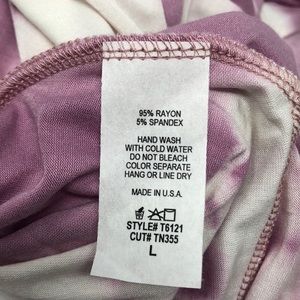 95% RAYON
5% SPANDEX
HAND WASH
WITH COLD WATER
DO NOT BLEACH
COLOR SEPARATE
HANG OR LINE DRY
MADE IN U.S.A.
STYLE# T6121
CUT# TN355
L